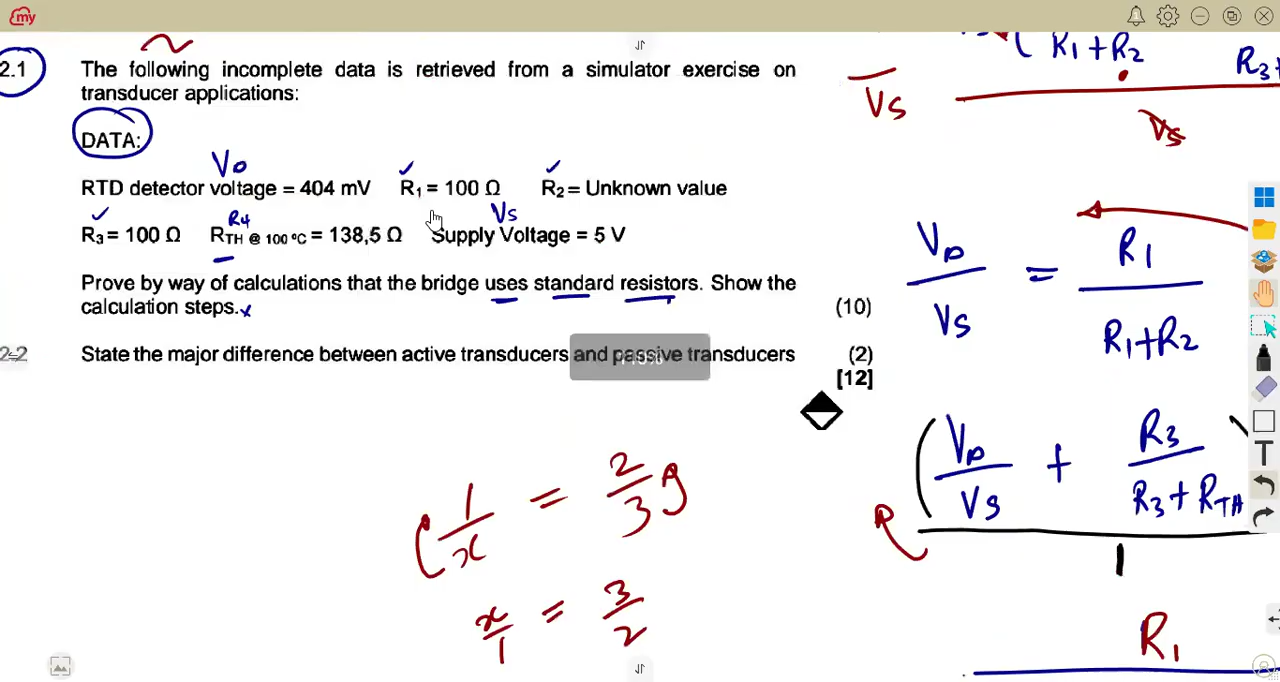 my
2.1
The following incomplete data is retrieved from a simulator exercise on
transducer applications:
DATA:
Vo
RTD detector voltage = 404 mV R1 = 100 Ω R2 = Unknown value
R4 Vs
R3 = 100 Ω RTH @ 100 °C = 138,5 Ω Supply Voltage = 5 V
Prove by way of calculations that the bridge uses standard resistors. Show the
calculation steps.
(10)
2.2
State the major difference between active transducers and passive transducers
(2)
[12]
1/x = 2/3
x/1 = 3/2
R1+R2
R3+
Vs
Vs
VD/VS = R1/R1+R2
(VD/VS + R3/R3+RTH
1
R1
T